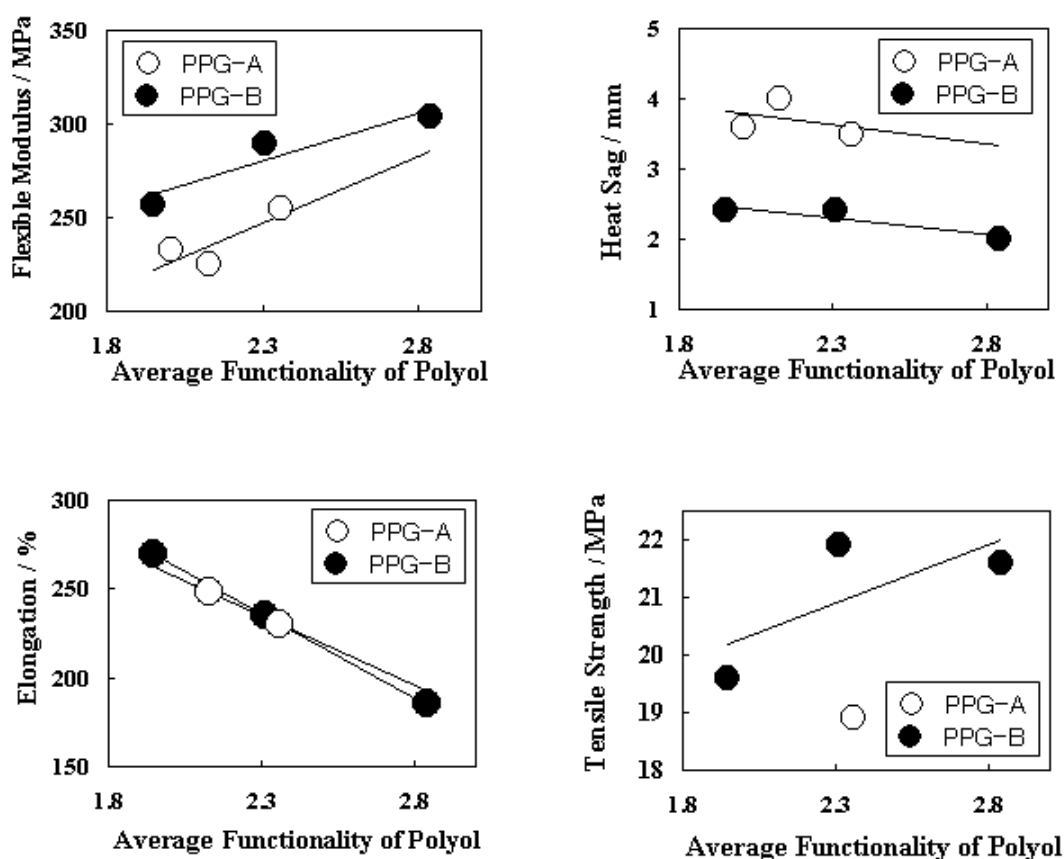 Flexible Modulus / MPa
350
300
250
200
PPG-A
PPG-B
1.8
2.3
2.8
Average Functionality of Polyol
Heat Sag / mm
5
4
3
2
1
PPG-A
PPG-B
1.8
2.3
2.8
Average Functionality of Polyol
Elongation / %
300
250
200
150
PPG-A
PPG-B
1.8
2.3
2.8
Average Functionality of Polyol
Tensile Strength / MPa
22
21
20
19
18
PPG-A
PPG-B
1.8
2.3
2.8
Average Functionality of Polyol